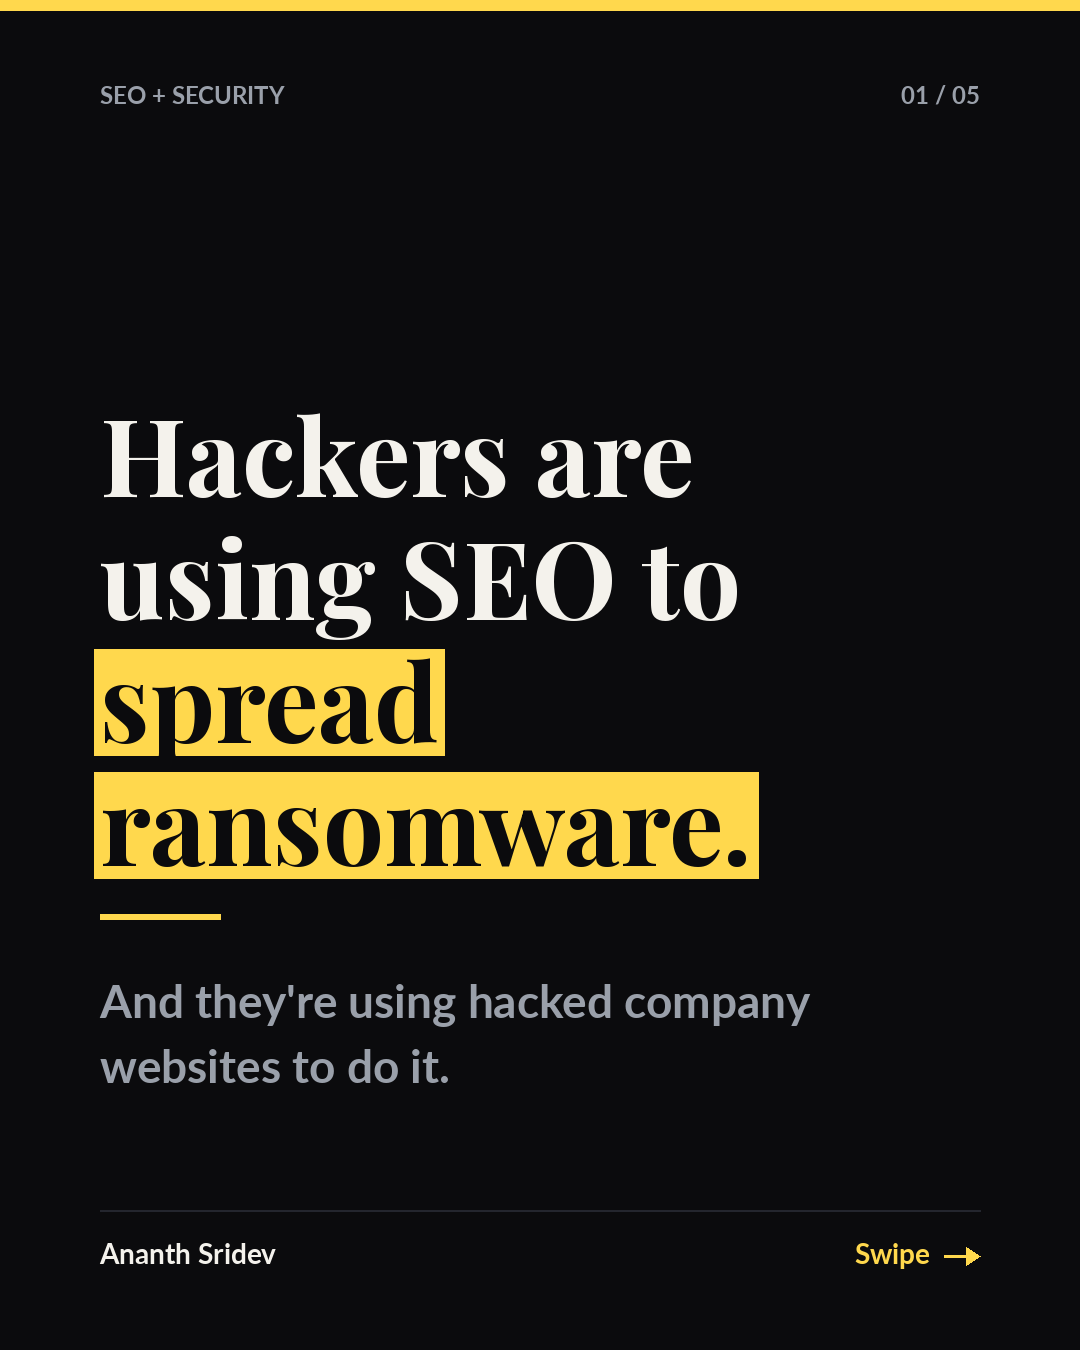 SEO + SECURITY
01 / 05
Hackers are
using SEO to
spread
ransomware.
And they're using hacked company
websites to do it.
Ananth Sridev
Swipe